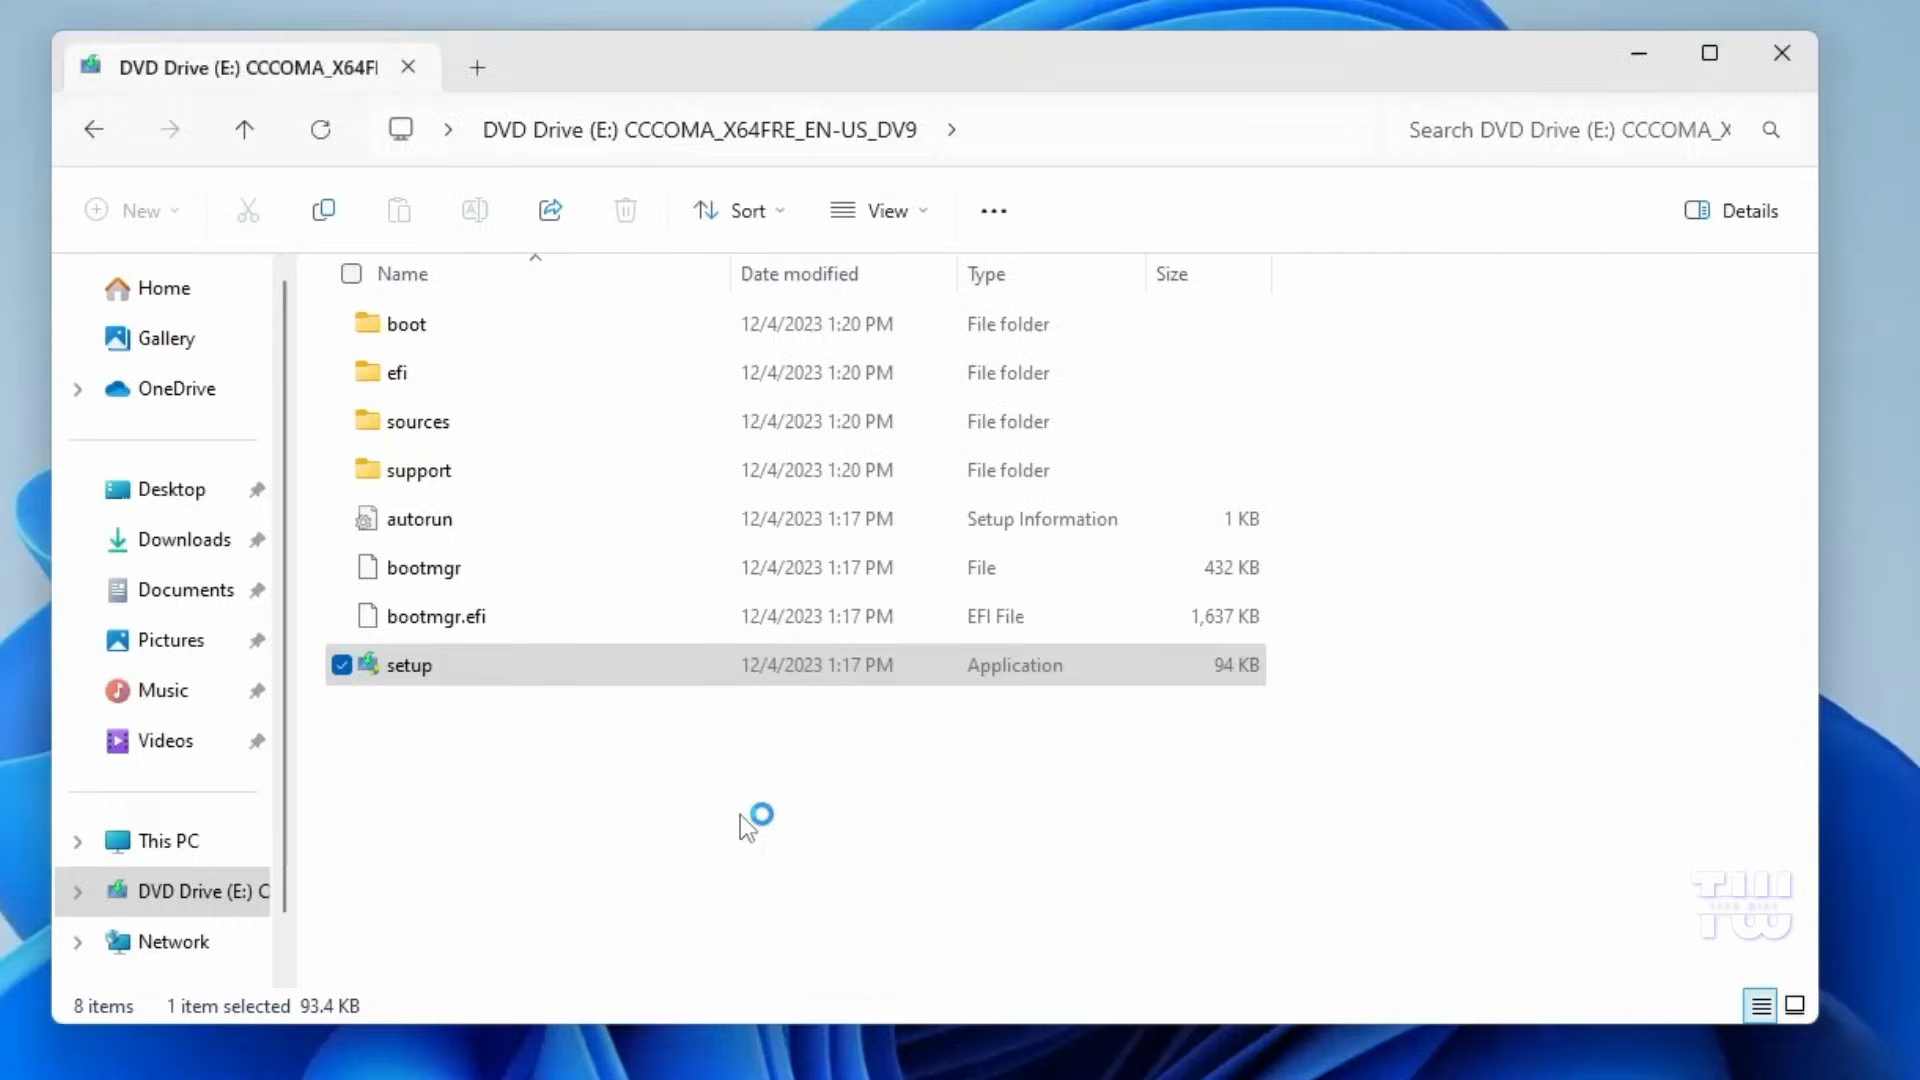 DVD Drive (E:) CCCOMA_X64FI
DVD Drive (E:) CCCOMA_X64FRE_EN-US_DV9
Search DVD Drive (E:) CCCOMA_X
New
Sort
View
Details
Name Date modified Type Size
Home
Gallery
OneDrive
Desktop
Downloads
Documents
Pictures
Music
Videos
This PC
DVD Drive (E:) C
Network
boot 12/4/2023 1:20 PM File folder
efi 12/4/2023 1:20 PM File folder
sources 12/4/2023 1:20 PM File folder
support 12/4/2023 1:20 PM File folder
autorun 12/4/2023 1:17 PM Setup Information 1 KB
bootmgr 12/4/2023 1:17 PM File 432 KB
bootmgr.efi 12/4/2023 1:17 PM EFI File 1,637 KB
setup 12/4/2023 1:17 PM Application 94 KB
8 items 1 item selected 93.4 KB